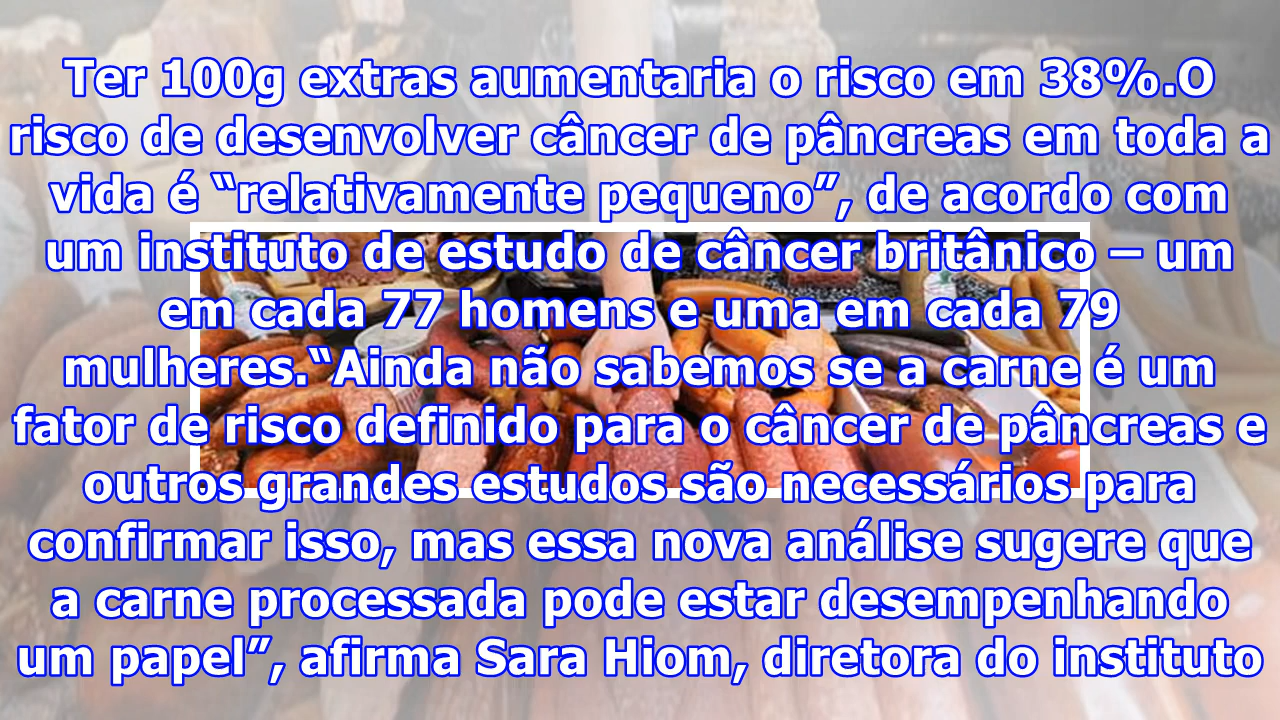 Ter 100g extras aumentaria o risco em 38%.O
risco de desenvolver câncer de pâncreas em toda a
vida é “relativamente pequeno”, de acordo com
um instituto de estudo de câncer britânico – um
em cada 77 homens e uma em cada 79
mulheres.“Ainda não sabemos se a carne é um
fator de risco definido para o câncer de pâncreas e
outros grandes estudos são necessários para
confirmar isso, mas essa nova análise sugere que
a carne processada pode estar desempenhando
um papel”, afirma Sara Hiom, diretora do instituto